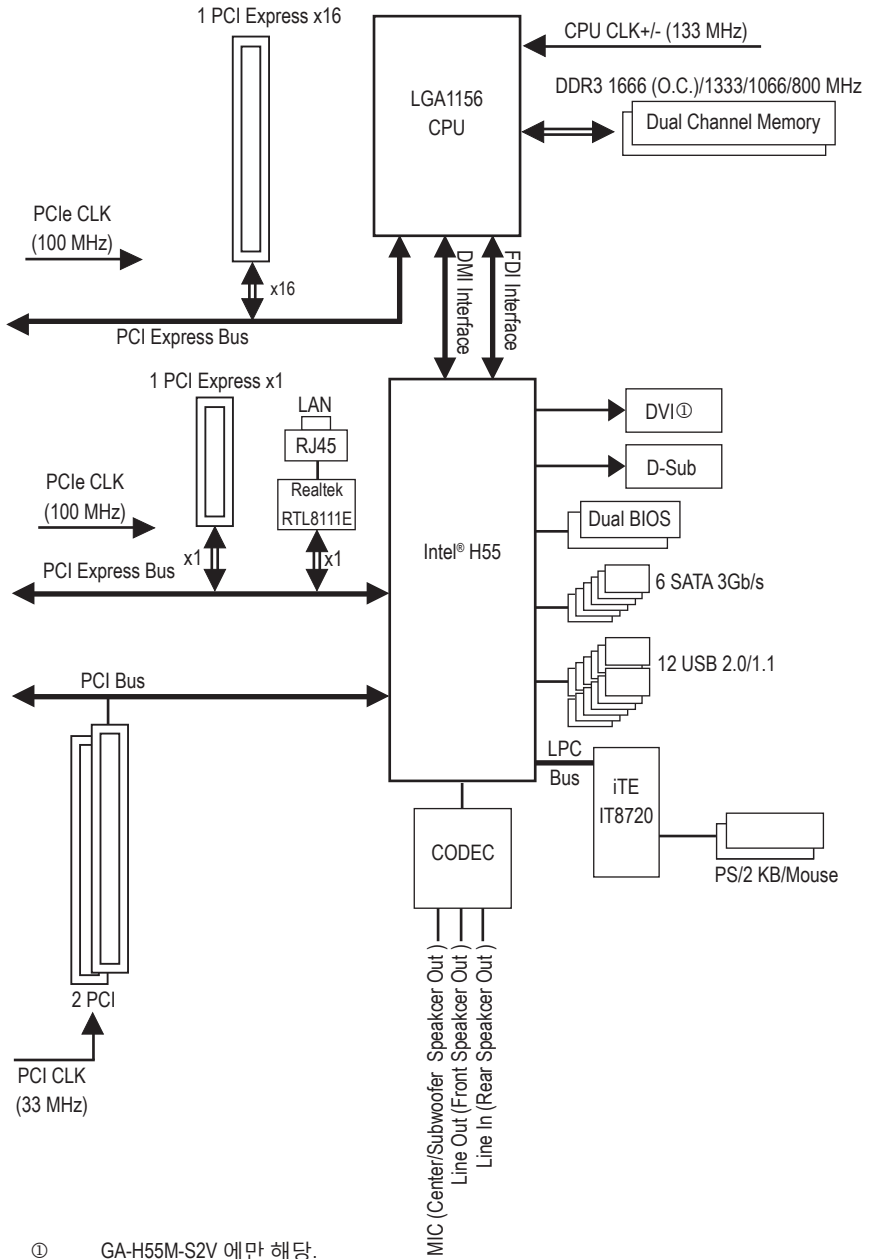 1 PCI Express x16
CPU CLK+/- (133 MHz)
LGA1156
CPU
DDR3 1666 (O.C.)/1333/1066/800 MHz
Dual Channel Memory
PCIe CLK
(100 MHz)
x16
PCI Express Bus
DMI Interface
FDI Interface
1 PCI Express x1
LAN
RJ45
Realtek
RTL8111E
PCIe CLK
(100 MHz)
x1
x1
PCI Express Bus
Intel® H55
DVI①
D-Sub
Dual BIOS
6 SATA 3Gb/s
12 USB 2.0/1.1
PCI Bus
LPC
Bus
iTE
IT8720
PS/2 KB/Mouse
CODEC
MIC (Center/Subwoofer Speakcer Out )
Line Out (Front Speakcer Out )
Line In (Rear Speakcer Out )
2 PCI
PCI CLK
(33 MHz)
① GA-H55M-S2V 에만 해당.